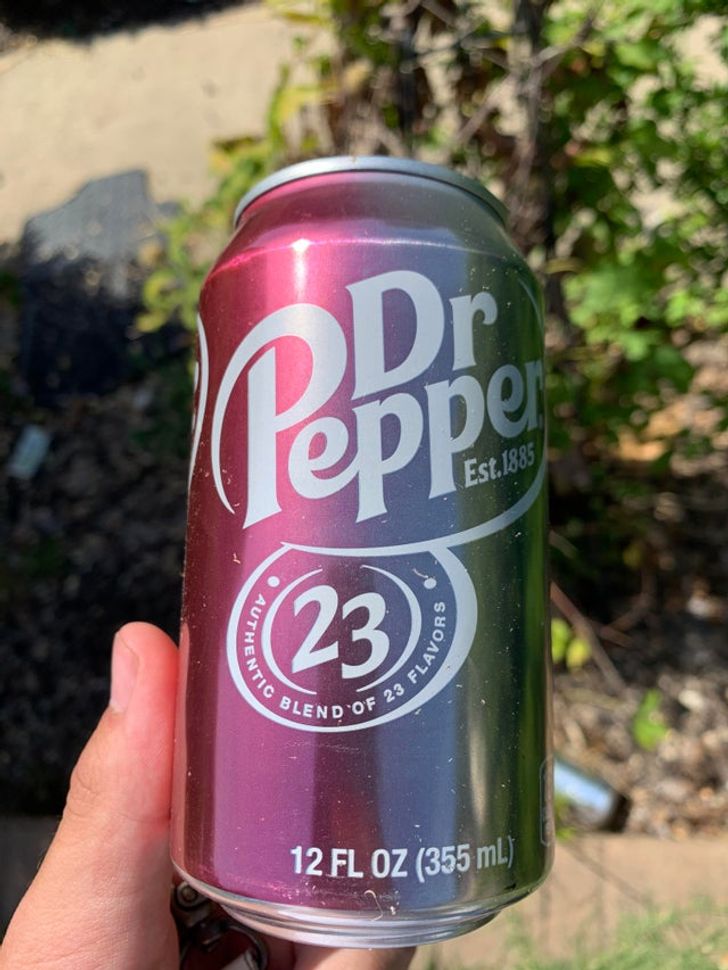 Dr
Pepper
Est.1885
23
AUTHENTIC BLEND OF 23 FLAVORS
12 FL OZ (355 mL)